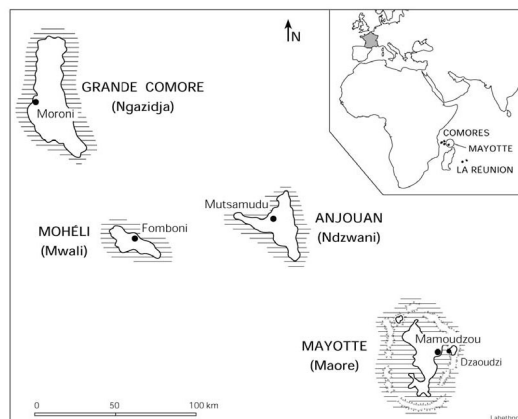 N
GRANDE COMORE
(Ngazidja)
Moroni
COMORES
MAYOTTE
LA RÉUNION
Mutsamudu
ANJOUAN
(Ndzwani)
MOHÉLI
(Mwali)
Fomboni
MAYOTTE
(Maore)
Mamoudzou
Dzaoudzi
0 50 100 km